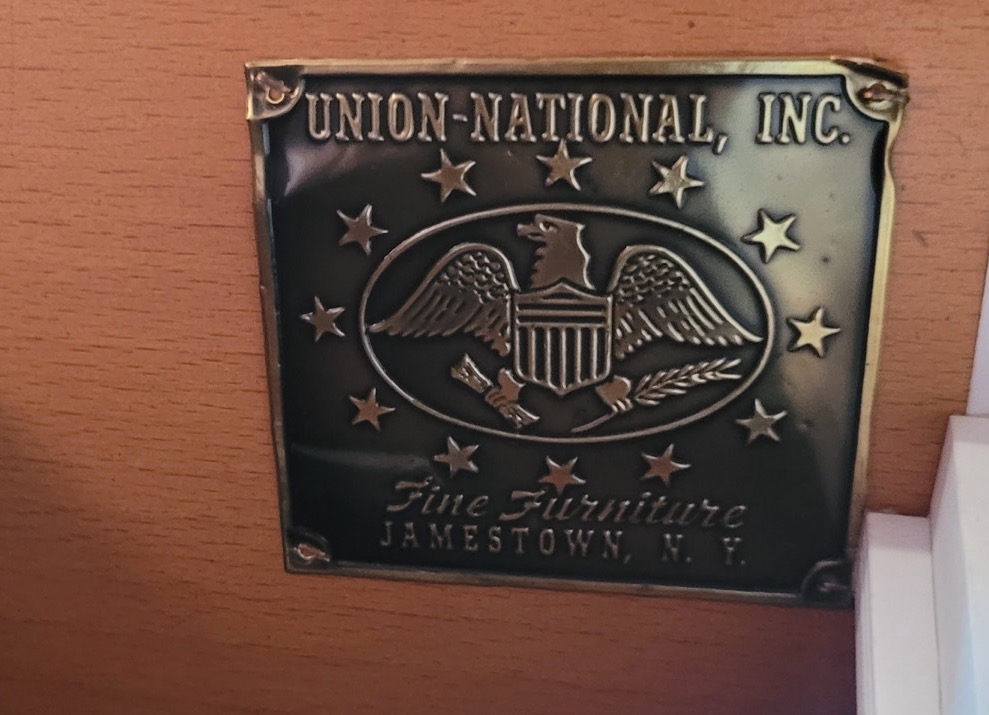 UNION-NATIONAL, INC.
Fine Furniture
JAMESTOWN, N. Y.